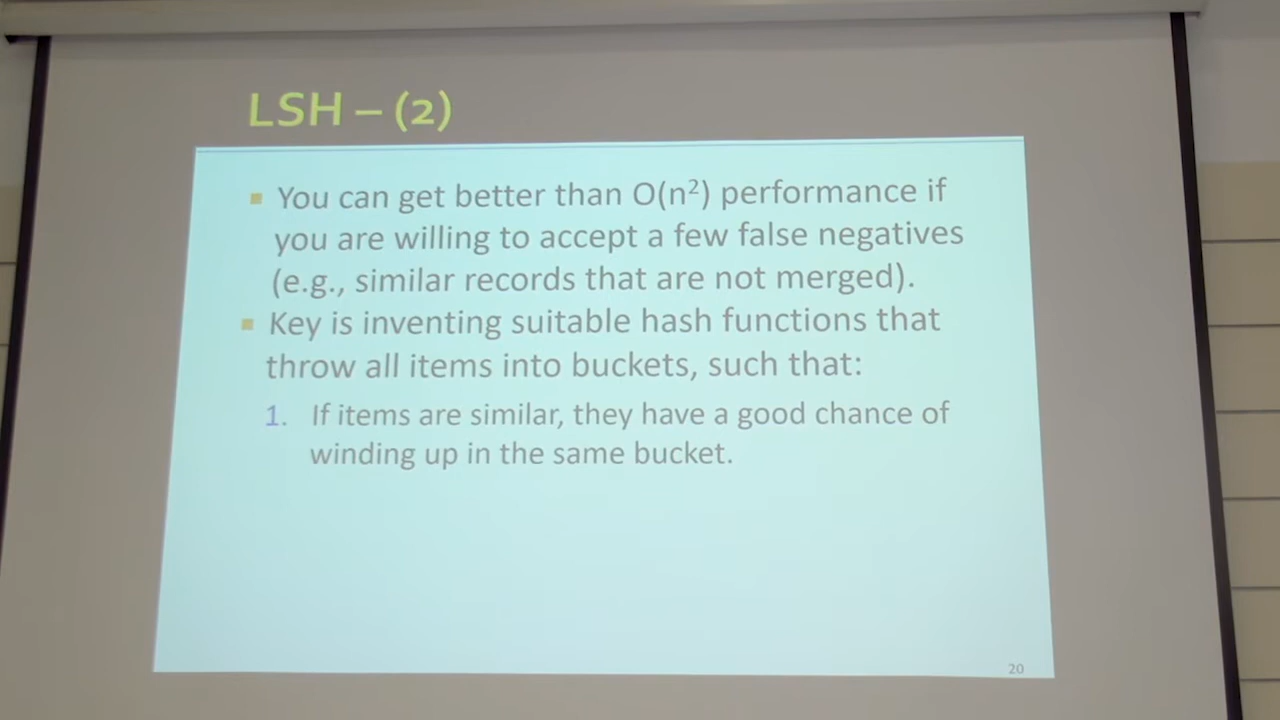 LSH – (2)
You can get better than O(n²) performance if
you are willing to accept a few false negatives
(e.g., similar records that are not merged).
Key is inventing suitable hash functions that
throw all items into buckets, such that:
1. If items are similar, they have a good chance of
winding up in the same bucket.
20